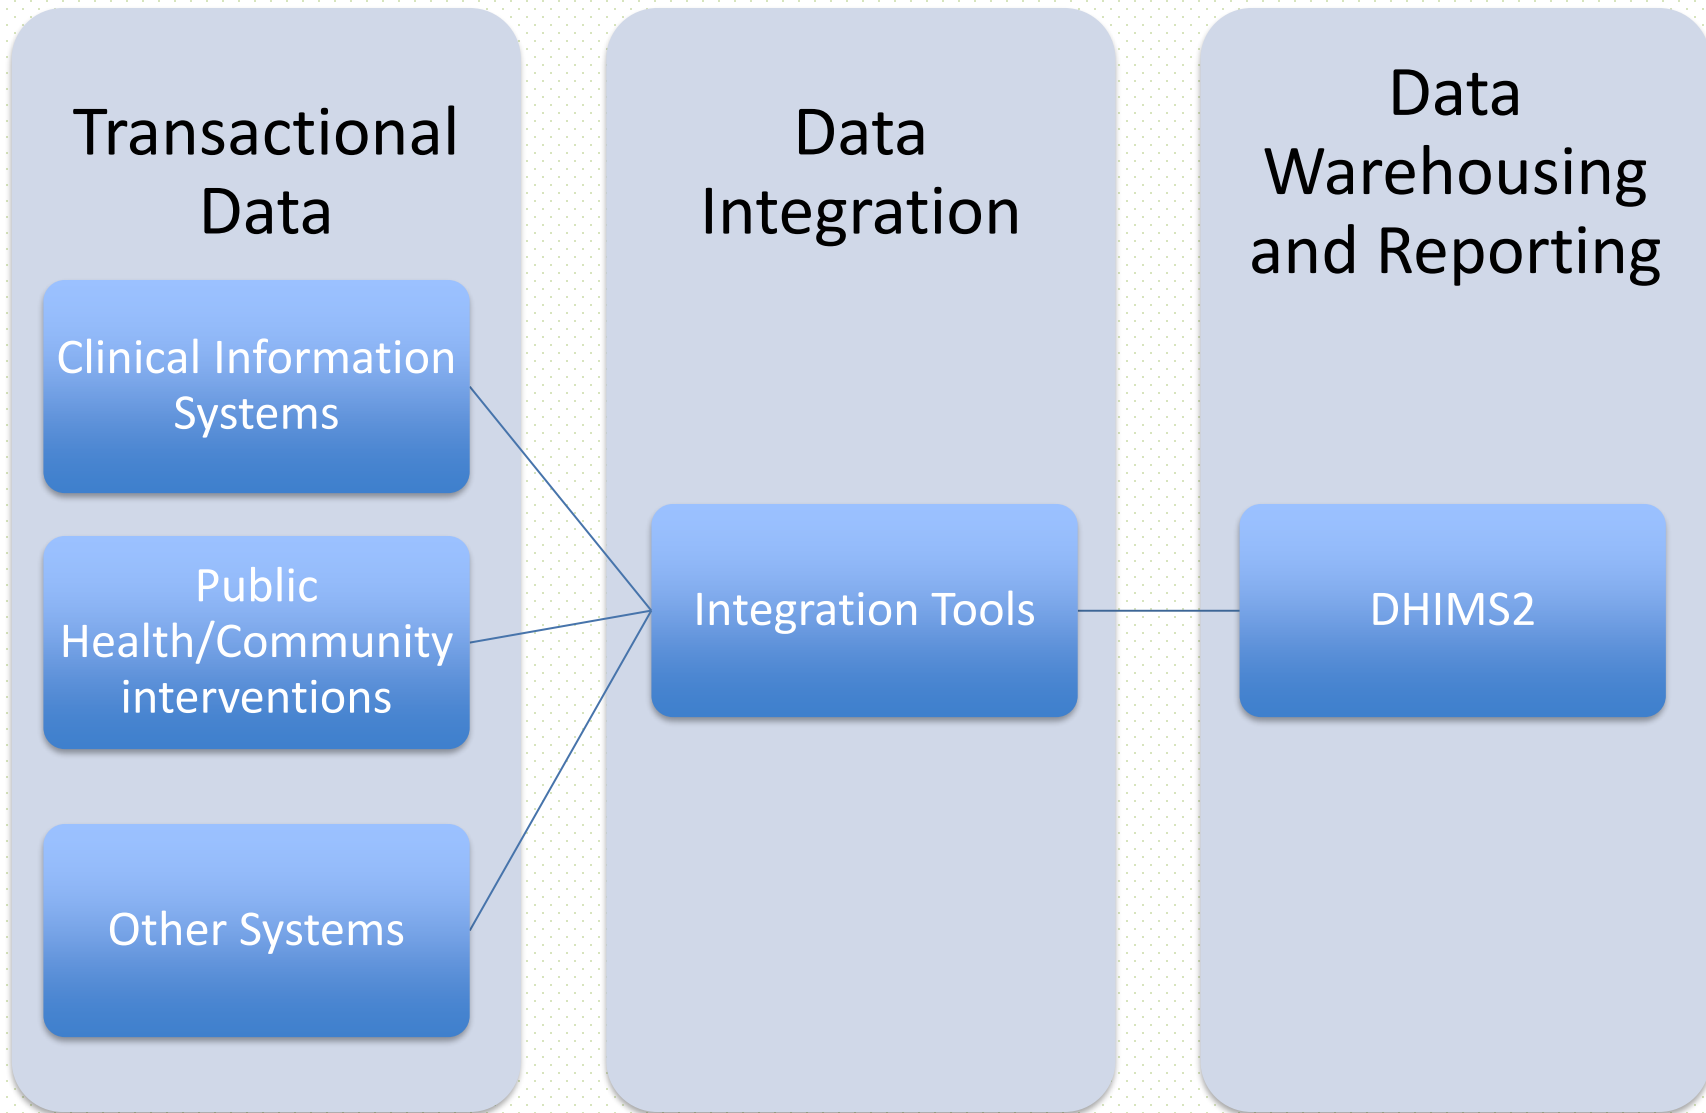 Transactional
Data
Clinical Information
Systems
Public
Health/Community
interventions
Other Systems
Data
Integration
Integration Tools
Data
Warehousing
and Reporting
DHIMS2